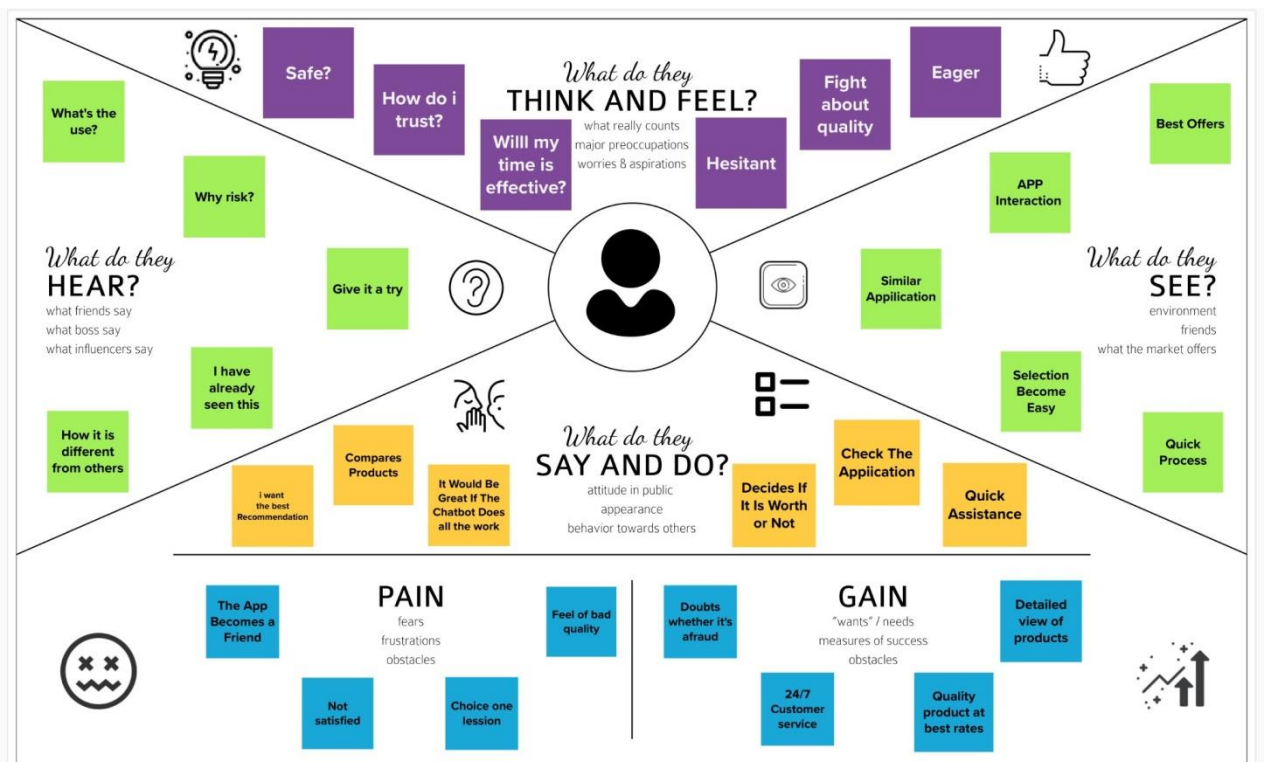 What do they
THINK AND FEEL?
what really counts
major preoccupations
worries & aspirations
Safe?
How do i
trust?
Willl my
time is
effective?
Hesitant
Fight
about
quality
Eager
What do they
HEAR?
what friends say
what boss say
what influencers say
What's the
use?
Why risk?
Give it a try
I have
already
seen this
How it is
different
from others
What do they
SEE?
environment
friends
what the market offers
Best Offers
APP
Interaction
Similar
Appilication
Selection
Become
Easy
Quick
Process
What do they
SAY AND DO?
attitude in public
appearance
behavior towards others
i want
the best
Recommendation
Compares
Products
It Would Be
Great If The
Chatbot Does
all the work
Decides If
It Is Worth
or Not
Check The
Appiication
Quick
Assistance
PAIN
fears
frustrations
obstacles
The App
Becomes a
Friend
Not
satisfied
Choice one
lession
Feel of bad
quality
GAIN
"wants" / needs
measures of success
obstacles
Doubts
whether it's
afraud
24/7
Customer
service
Quality
product at
best rates
Detailed
view of
products